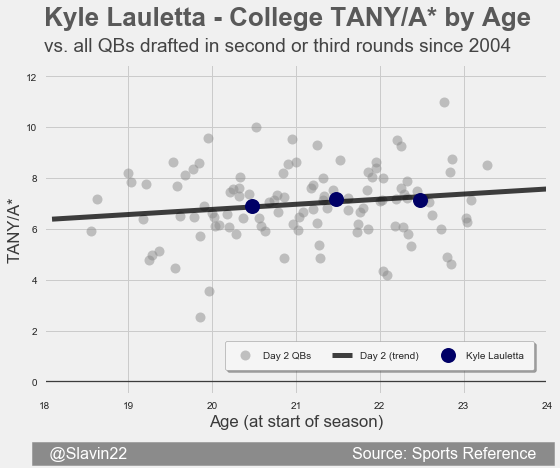 Kyle Lauletta - College TANY/A* by Age
vs. all QBs drafted in second or third rounds since 2004
12
10
8
6
4
2
0
TANY/A*
Day 2 QBs
Day 2 (trend)
Kyle Lauletta
18 19 20 21 22 23 24
Age (at start of season)
@Slavin22 Source: Sports Reference